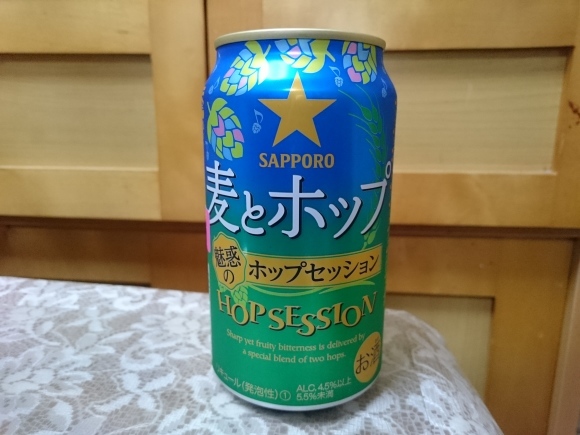 SAPPORO
麦とホップ
魅惑の
ホップセッション
HOP SESSION
Sharp yet fruity bitterness is delivered by
a special blend of two hops.
お酒
キュール(発泡性)①
ALC. 4.5%以上
5.5%未満